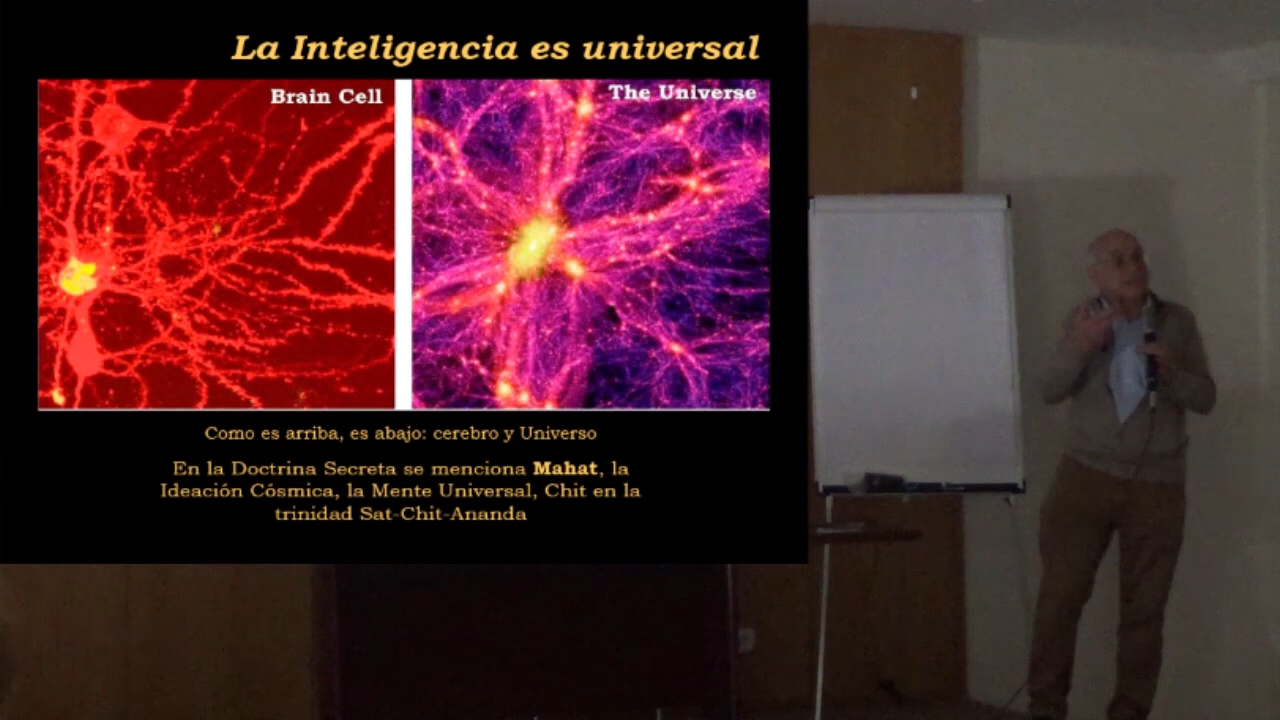 La Inteligencia es universal
Brain Cell
The Universe
Como es arriba, es abajo: cerebro y Universo
En la Doctrina Secreta se menciona Mahat, la
Ideación Cósmica, la Mente Universal, Chit en la
trinidad Sat-Chit-Ananda